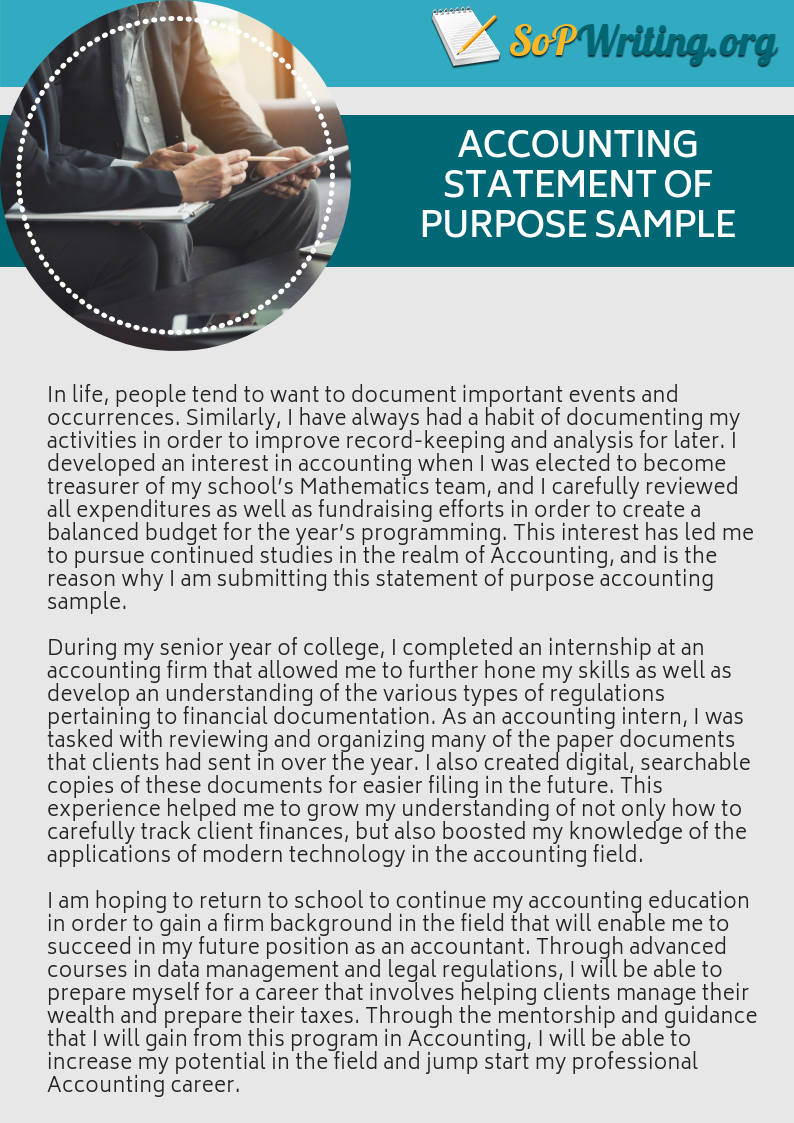 SoPWriting.org
ACCOUNTING
STATEMENT OF
PURPOSE SAMPLE
In life, people tend to want to document important events and
occurrences. Similarly, I have always had a habit of documenting my
activities in order to improve record-keeping and analysis for later. I
developed an interest in accounting when I was elected to become
treasurer of my school's Mathematics team, and I carefully reviewed
all expenditures as well as fundraising efforts in order to create a
balanced budget for the year's programming. This interest has led me
to pursue continued studies in the realm of Accounting, and is the
reason why I am submitting this statement of purpose accounting
sample.
During my senior year of college, I completed an internship at an
accounting firm that allowed me to further hone my skills as well as
develop an understanding of the various types of regulations
pertaining to financial documentation. As an accounting intern, I was
tasked with reviewing and organizing many of the paper documents
that clients had sent in over the year. I also created digital, searchable
copies of these documents for easier filing in the future. This
experience helped me to grow my understanding of not only how to
carefully track client finances, but also boosted my knowledge of the
applications of modern technology in the accounting field.
I am hoping to return to school to continue my accounting education
in order to gain a firm background in the field that will enable me to
succeed in my future position as an accountant. Through advanced
courses in data management and legal regulations, I will be able to
prepare myself for a career that involves helping clients manage their
wealth and prepare their taxes. Through the mentorship and guidance
that I will gain from this program in Accounting, I will be able to
increase my potential in the field and jump start my professional
Accounting career.